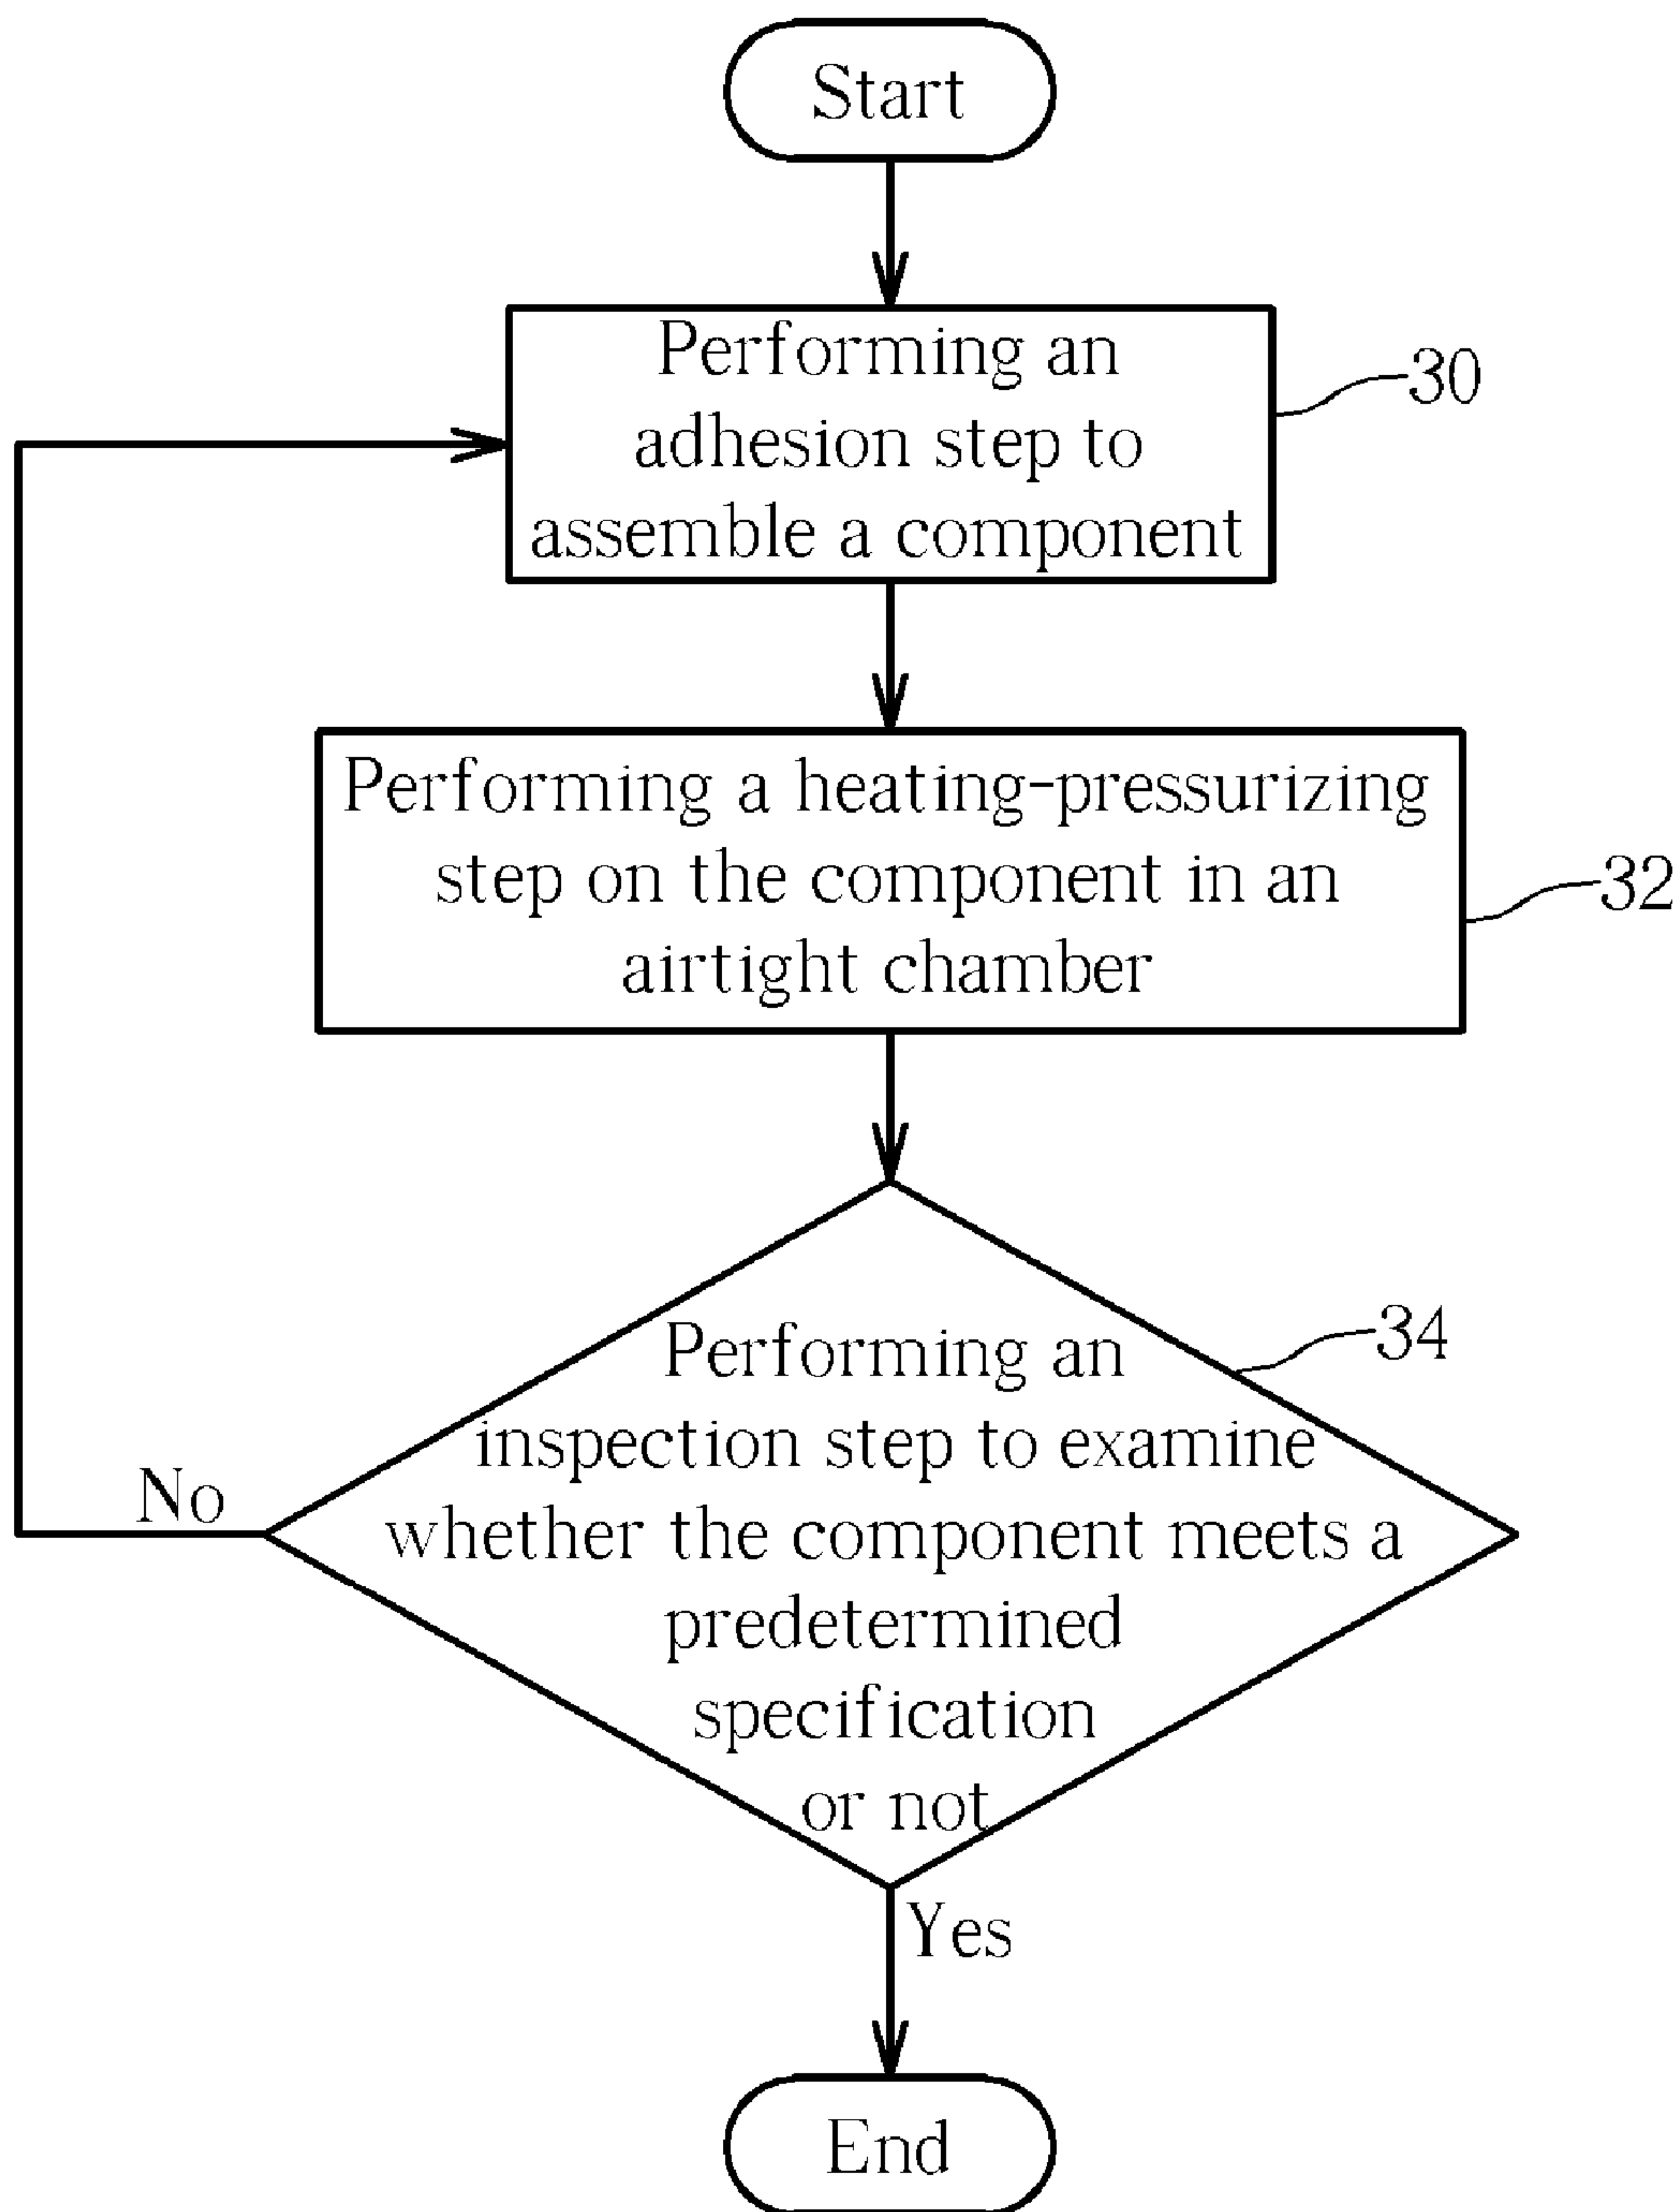 Start
Performing an
adhesion step to
assemble a component
30
Performing a heating-pressurizing
step on the component in an
airtight chamber
32
Performing an
inspection step to examine
whether the component meets a
predetermined
specification
or not
34
No
Yes
End